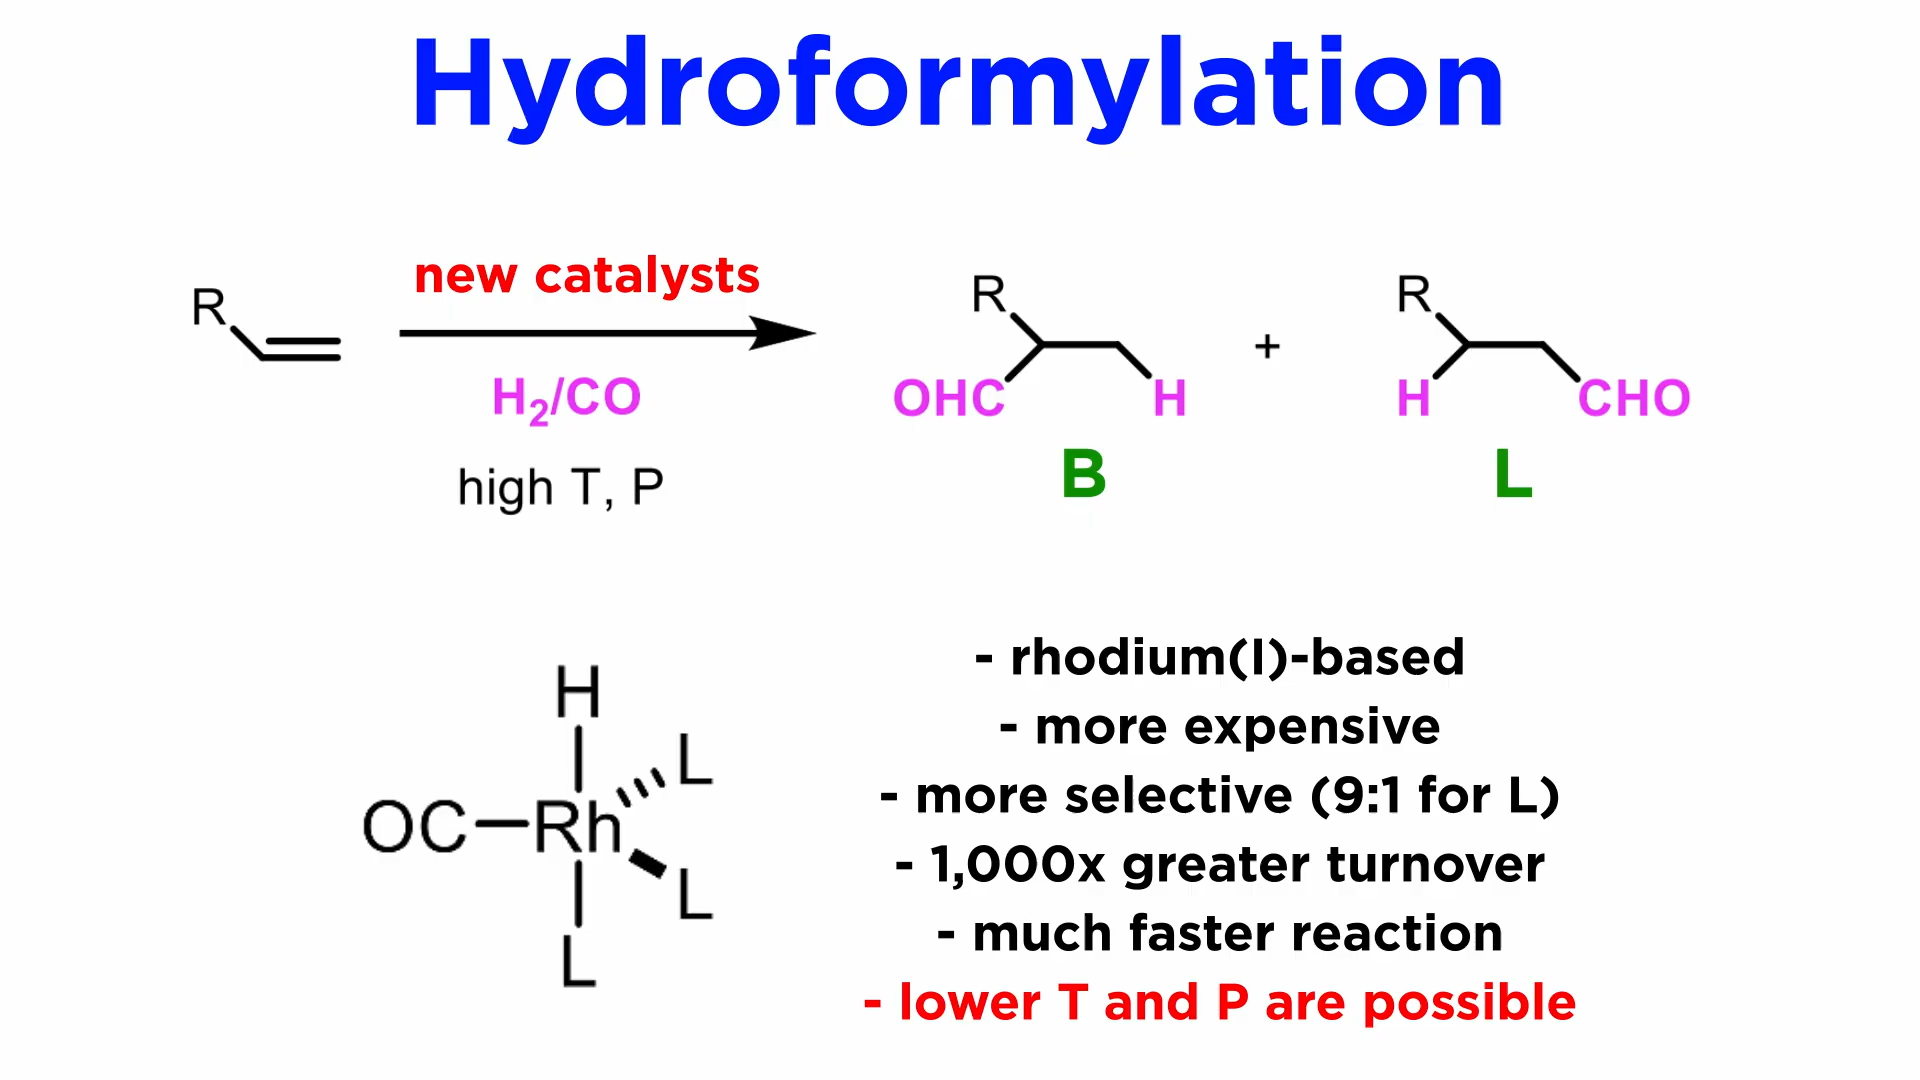 Hydroformylation
new catalysts
R
H₂/CO
high T, P
R
OHC
H
B
+
R
H
CHO
L
H
OC
Rh
L
L
L
- rhodium(I)-based
- more expensive
- more selective (9:1 for L)
- 1,000x greater turnover
- much faster reaction
- lower T and P are possible